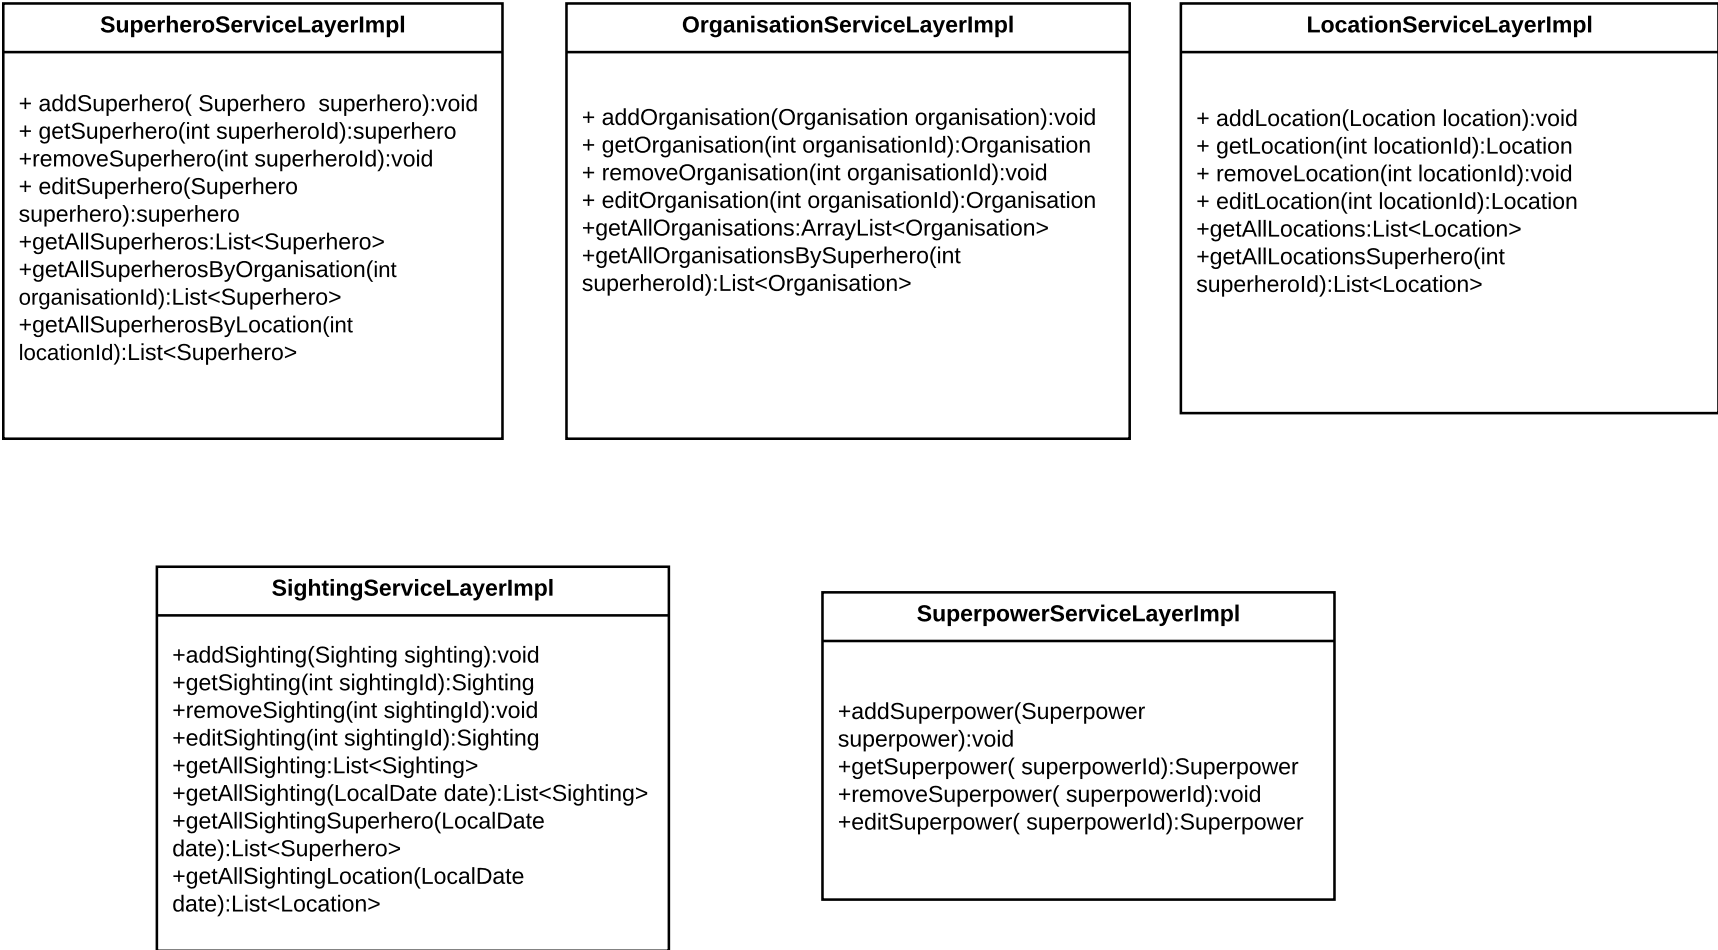 SuperheroServiceLayerImpl
+ addSuperhero( Superhero  superhero):void
+ getSuperhero(int superheroId):superhero
+removeSuperhero(int superheroId):void
+ editSuperhero(Superhero
superhero):superhero
+getAllSuperheros:List<Superhero>
+getAllSuperherosByOrganisation(int
organisationId):List<Superhero>
+getAllSuperherosByLocation(int
locationId):List<Superhero>
OrganisationServiceLayerImpl
+ addOrganisation(Organisation organisation):void
+ getOrganisation(int organisationId):Organisation
+ removeOrganisation(int organisationId):void
+ editOrganisation(int organisationId):Organisation
+getAllOrganisations:ArrayList<Organisation>
+getAllOrganisationsBySuperhero(int
superheroId):List<Organisation>
LocationServiceLayerImpl
+ addLocation(Location location):void
+ getLocation(int locationId):Location
+ removeLocation(int locationId):void
+ editLocation(int locationId):Location
+getAllLocations:List<Location>
+getAllLocationsSuperhero(int
superheroId):List<Location>
SightingServiceLayerImpl
+addSighting(Sighting sighting):void
+getSighting(int sightingId):Sighting
+removeSighting(int sightingId):void
+editSighting(int sightingId):Sighting
+getAllSighting:List<Sighting>
+getAllSighting(LocalDate date):List<Sighting>
+getAllSightingSuperhero(LocalDate
date):List<Superhero>
+getAllSightingLocation(LocalDate
date):List<Location>
SuperpowerServiceLayerImpl
+addSuperpower(Superpower
superpower):void
+getSuperpower( superpowerId):Superpower
+removeSuperpower( superpowerId):void
+editSuperpower( superpowerId):Superpower